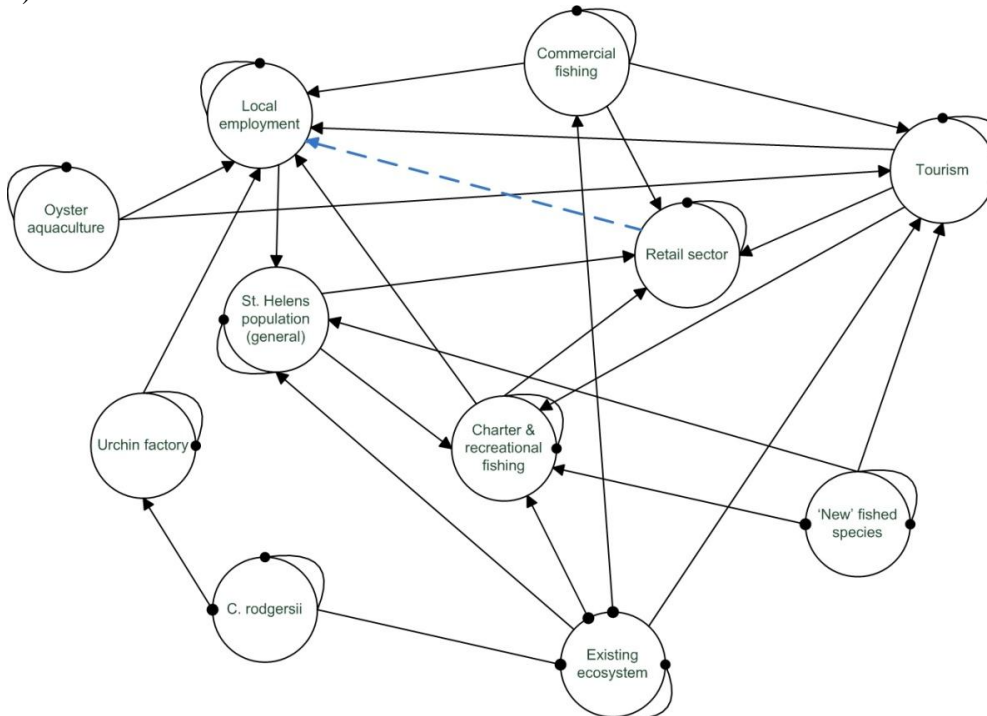 )
Commercial
fishing
Local
employment
Tourism
Oyster
aquaculture
Retail sector
St. Helens
population
(general)
Urchin factory
Charter &
recreational
fishing
‘New’ fished
species
C. rodgersii
Existing
ecosystem